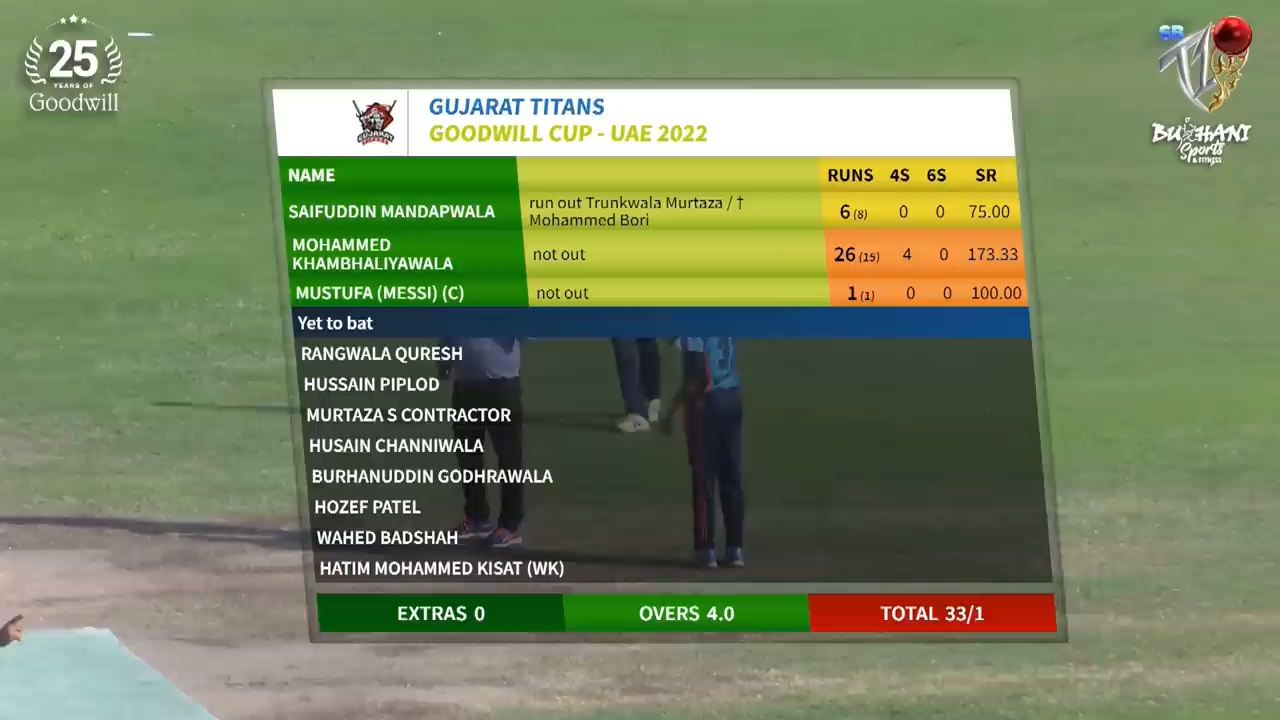 25
YEARS OF
Goodwill
SR
BURHANI
Sports
& FITNESS
GUJARAT
TITANS
GUJARAT TITANS
GOODWILL CUP - UAE 2022
NAME RUNS 4S 6S SR
SAIFUDDIN MANDAPWALA run out Trunkwala Murtaza / † 6 (8) 0 0 75.00
Mohammed Bori
MOHAMMED
KHAMBHALIYAWALA not out 26 (15) 4 0 173.33
MUSTUFA (MESSI) (C) not out 1 (1) 0 0 100.00
Yet to bat
RANGWALA QURESH
HUSSAIN PIPLOD
MURTAZA S CONTRACTOR
HUSAIN CHANNIWALA
BURHANUDDIN GODHRAWALA
HOZEF PATEL
WAHED BADSHAH
HATIM MOHAMMED KISAT (WK)
EXTRAS 0 OVERS 4.0 TOTAL 33/1